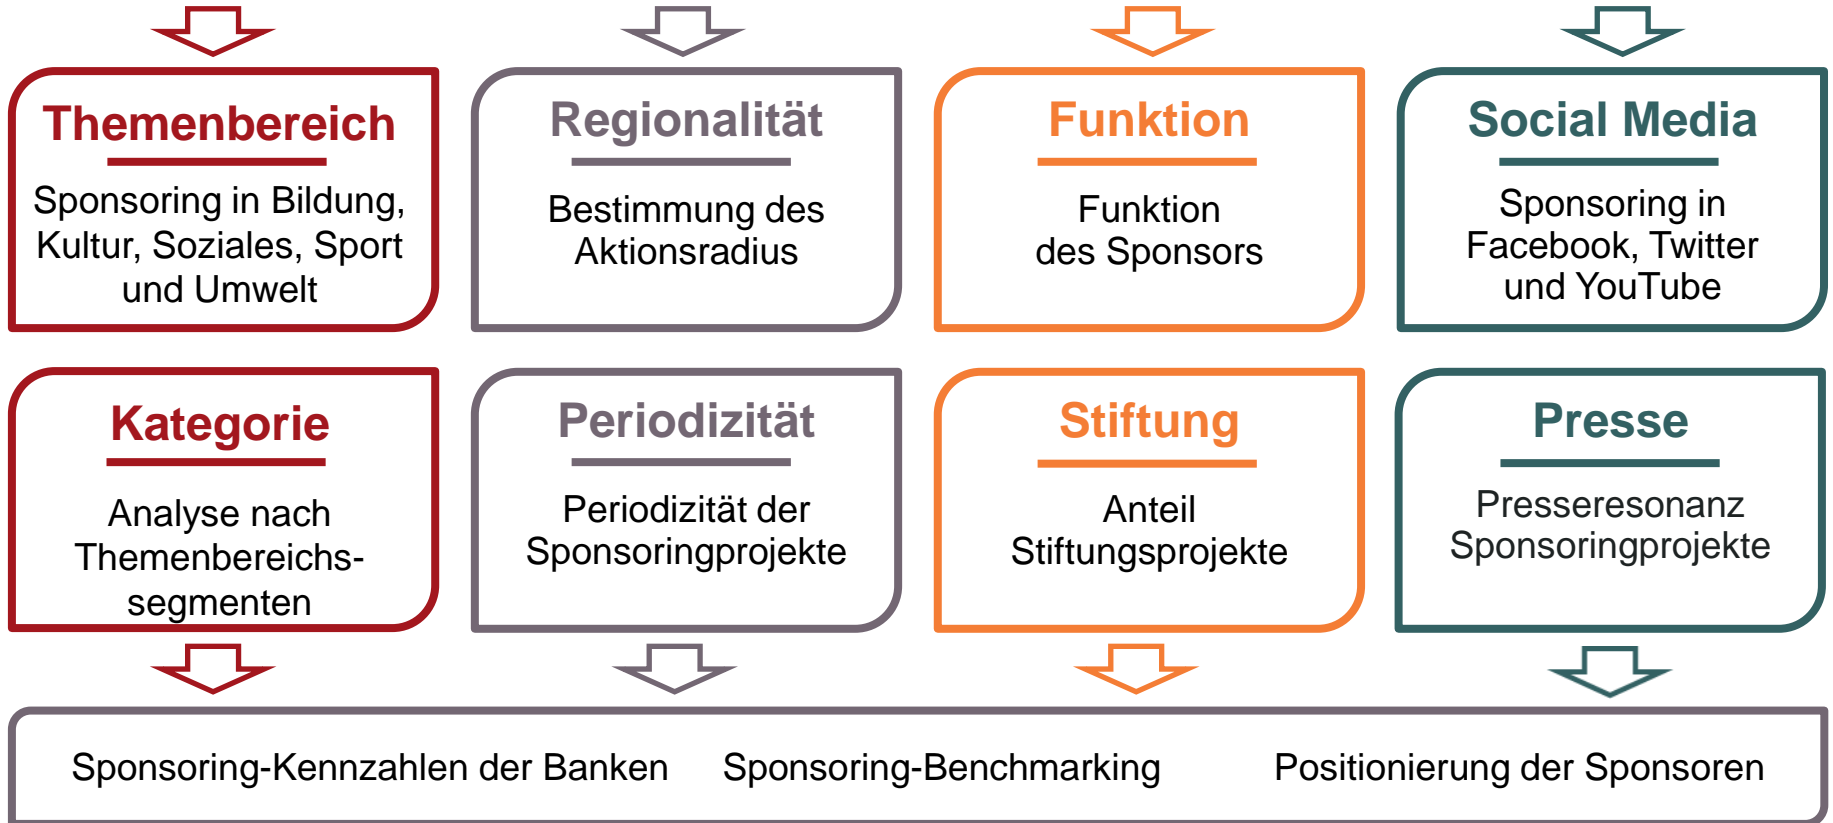 Themenbereich
Sponsoring in Bildung,
Kultur, Soziales, Sport
und Umwelt
Regionalität
Bestimmung des
Aktionsradius
Funktion
Funktion
des Sponsors
Social Media
Sponsoring in
Facebook, Twitter
und YouTube
Kategorie
Analyse nach
Themenbereichs-
segmenten
Periodizität
Periodizität der
Sponsoringprojekte
Stiftung
Anteil
Stiftungsprojekte
Presse
Presseresonanz
Sponsoringprojekte
Sponsoring-Kennzahlen der Banken
Sponsoring-Benchmarking
Positionierung der Sponsoren